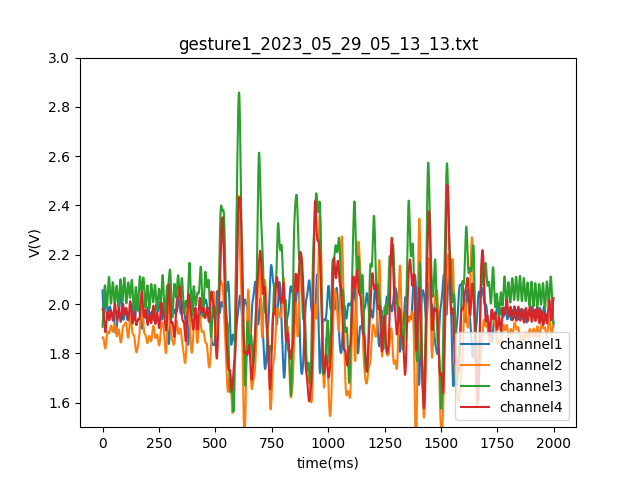 gesture1_2023_05_29_05_13_13.txt
3.0
2.8
2.6
2.4
2.2
2.0
1.8
1.6
V(V)
channel1
channel2
channel3
channel4
0 250 500 750 1000 1250 1500 1750 2000
time(ms)